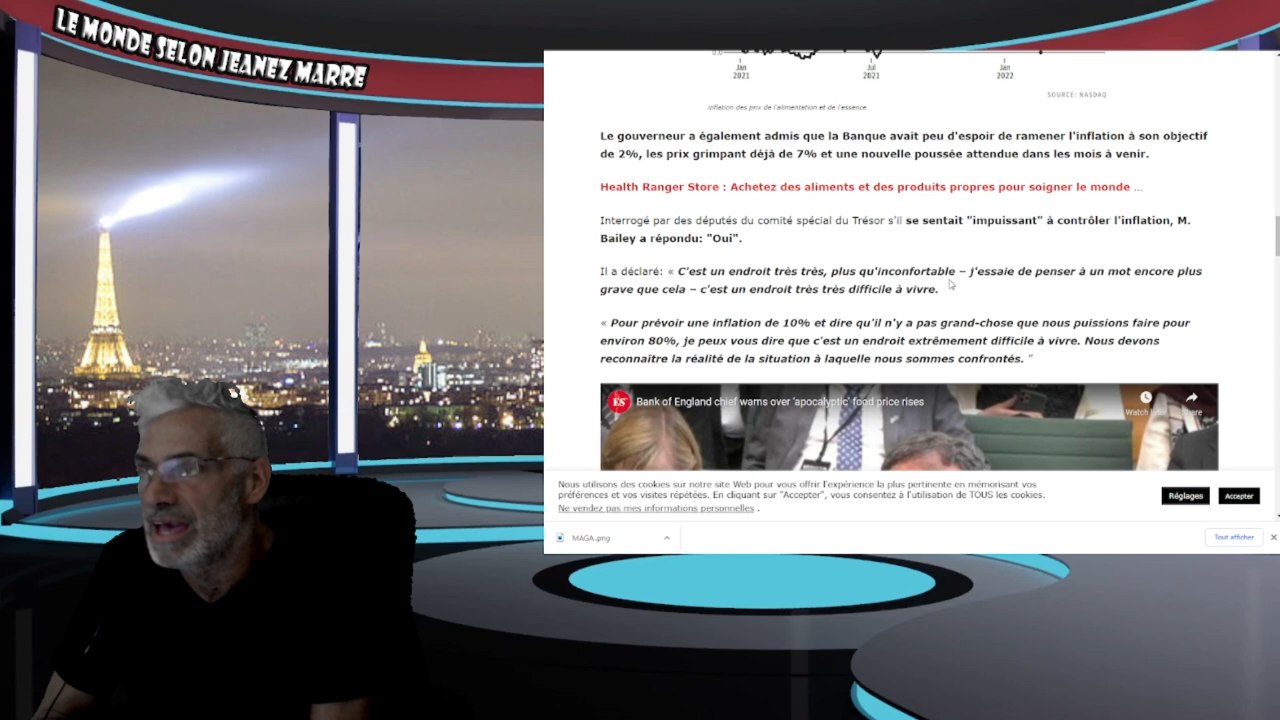 LE MONDE SELON JEANEZ MARRE
0.0
Jan Jul Jan
2021 2021 2022
SOURCE: NASDAQ
inflation des prix de l'alimentation et de l'essence
Le gouverneur a également admis que la Banque avait peu d'espoir de ramener l'inflation à son objectif
de 2%, les prix grimpant déjà de 7% et une nouvelle poussée attendue dans les mois à venir.
Health Ranger Store : Achetez des aliments et des produits propres pour soigner le monde ...
Interrogé par des députés du comité spécial du Trésor s'il se sentait "impuissant" à contrôler l'inflation, M.
Bailey a répondu: "Oui".
Il a déclaré: « C'est un endroit très très, plus qu'inconfortable – j'essaie de penser à un mot encore plus
grave que cela – c'est un endroit très très difficile à vivre.
« Pour prévoir une inflation de 10% et dire qu'il n'y a pas grand-chose que nous puissions faire pour
environ 80%, je peux vous dire que c'est un endroit extrêmement difficile à vivre. Nous devons
reconnaître la réalité de la situation à laquelle nous sommes confrontés. "
ES Bank of England chief warns over 'apocalyptic' food price rises
Watch Share
Nous utilisons des cookies sur notre site Web pour vous offrir l'expérience la plus pertinente en mémorisant vos
préférences et vos visites répétées. En cliquant sur "Accepter", vous consentez à l'utilisation de TOUS les cookies.
Ne vendez pas mes informations personnelles .
Réglages Accepter
MAGA.png
Tout afficher